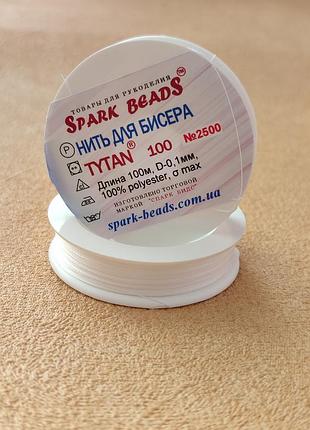 ТОВАРЫ ДЛЯ РУКОДЕЛИЯ
SPARK BEADS™
НИТЬ ДЛЯ БИСЕРА
P TYTAN® 100 №2500
Длина 100м, D-0,1мм,
100% polyester, σ max
ИЗГОТОВЛЕНО ТОРГОВОЙ
МАРКОЙ "СПАРК БИДС"
spark-beads.com.ua